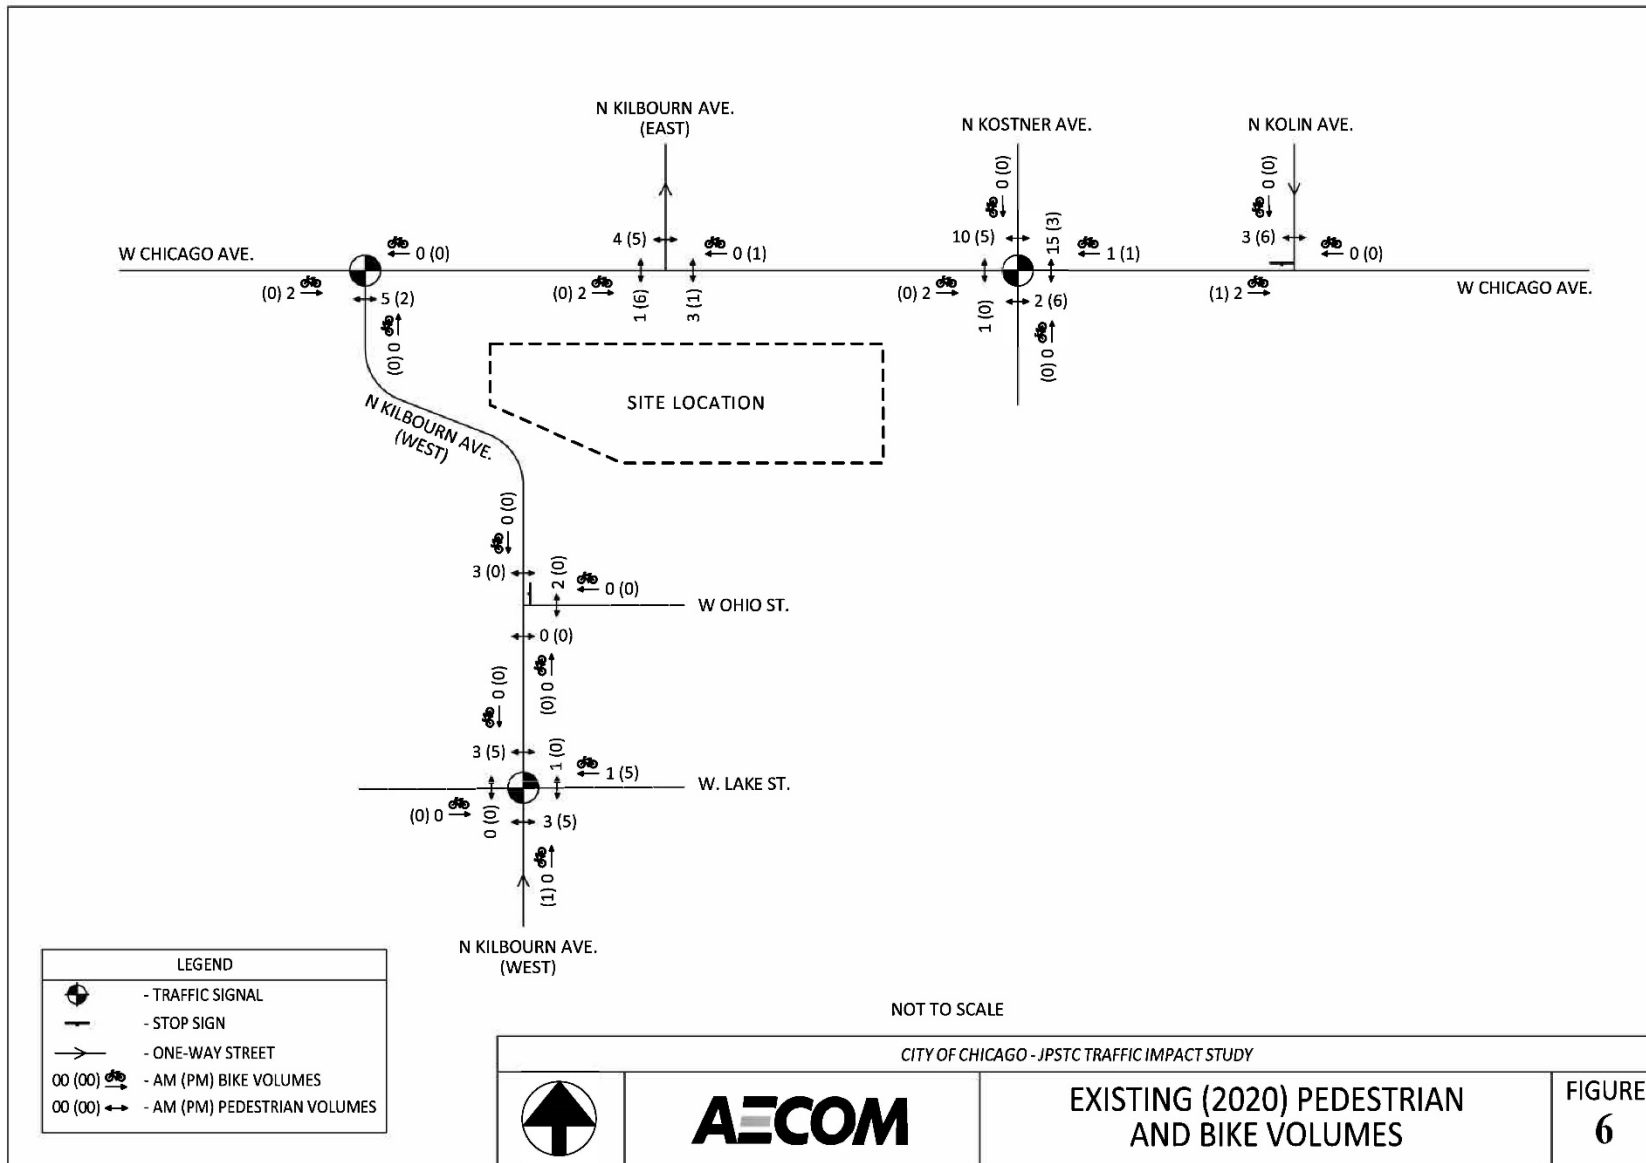 N KILBOURN AVE.
(EAST)
N KOSTNER AVE.
N KOLIN AVE.
0 (0)
0 (0)
W CHICAGO AVE.
0 (0)
4 (5)
0 (1)
10 (5)
15 (3)
1 (1)
3 (6)
0 (0)
(0) 2
5 (2)
(0) 2
1 (6)
3 (1)
(0) 2
1 (0)
2 (6)
(1) 2
W CHICAGO AVE.
(0) 0
(0) 0
SITE LOCATION
N KILBOURN AVE.
(WEST)
0 (0)
3 (0)
2 (0)
0 (0)
W OHIO ST.
0 (0)
0 (0)
(0) 0
3 (5)
1 (0)
1 (5)
W. LAKE ST.
(0) 0
0 (0)
3 (5)
(1) 0
N KILBOURN AVE.
(WEST)
LEGEND
- TRAFFIC SIGNAL
- STOP SIGN
- ONE-WAY STREET
00 (00) - AM (PM) BIKE VOLUMES
00 (00) - AM (PM) PEDESTRIAN VOLUMES
NOT TO SCALE
CITY OF CHICAGO - JPSTC TRAFFIC IMPACT STUDY
AECOM
EXISTING (2020) PEDESTRIAN
AND BIKE VOLUMES
FIGURE
6